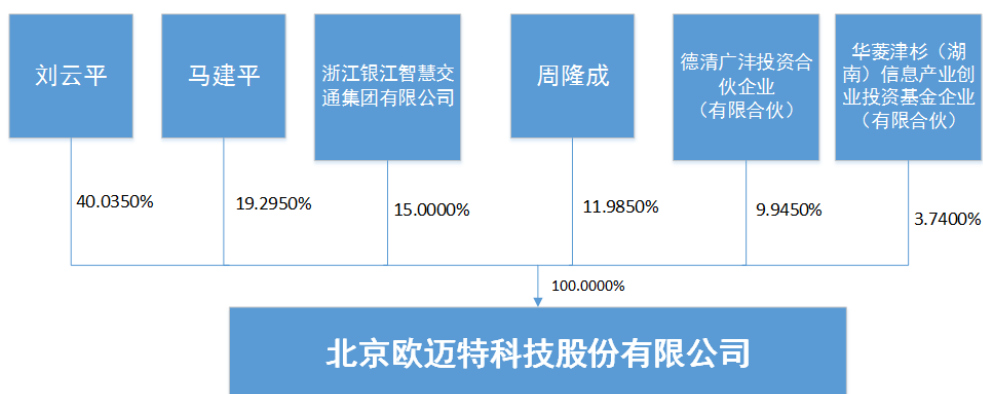 刘云平
马建平
浙江银江智慧交
通集团有限公司
周隆成
德清广沣投资合
伙企业
（有限合伙）
华菱津杉（湖
南）信息产业创
业投资基金企业
（有限合伙）
40.0350%
19.2950%
15.0000%
11.9850%
9.9450%
3.7400%
100.0000%
北京欧迈特科技股份有限公司